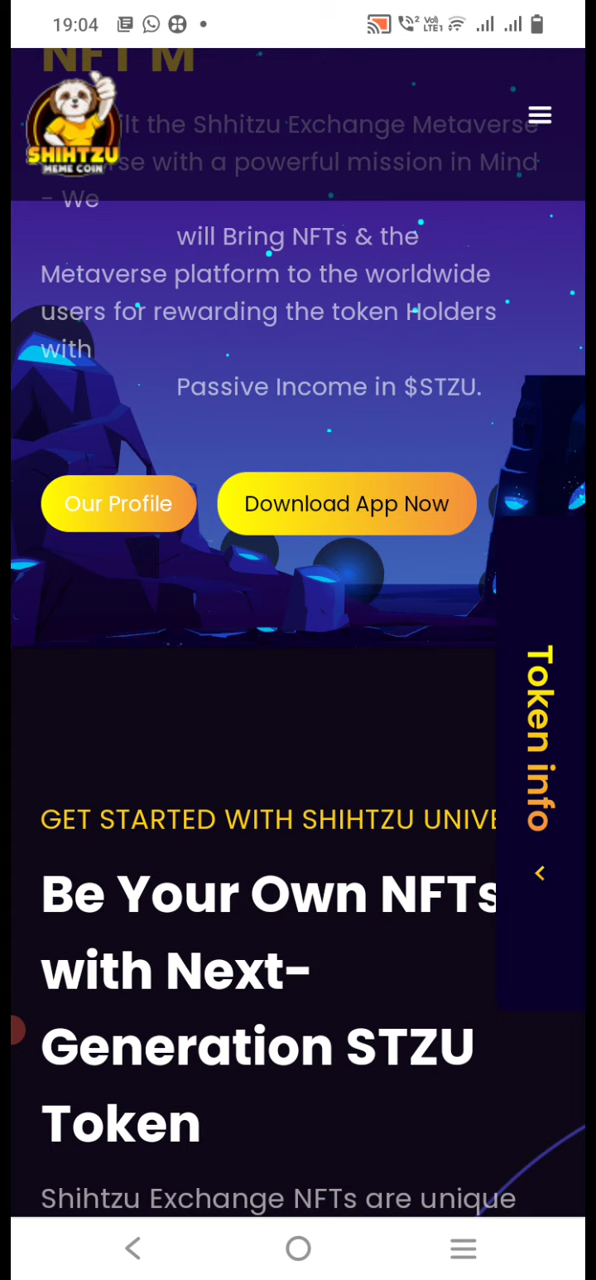 19:04
NFT M
ilt the Shhitzu Exchange Metaverse
rse with a powerful mission in Mind
- We
will Bring NFTs & the
Metaverse platform to the worldwide
users for rewarding the token Holders
with
Passive Income in $STZU.
SHIHTZU
MEME COIN
Our Profile
Download App Now
Token info
GET STARTED WITH SHIHTZU UNIVE
Be Your Own NFTs
with Next-
Generation STZU
Token
Shihtzu Exchange NFTs are unique